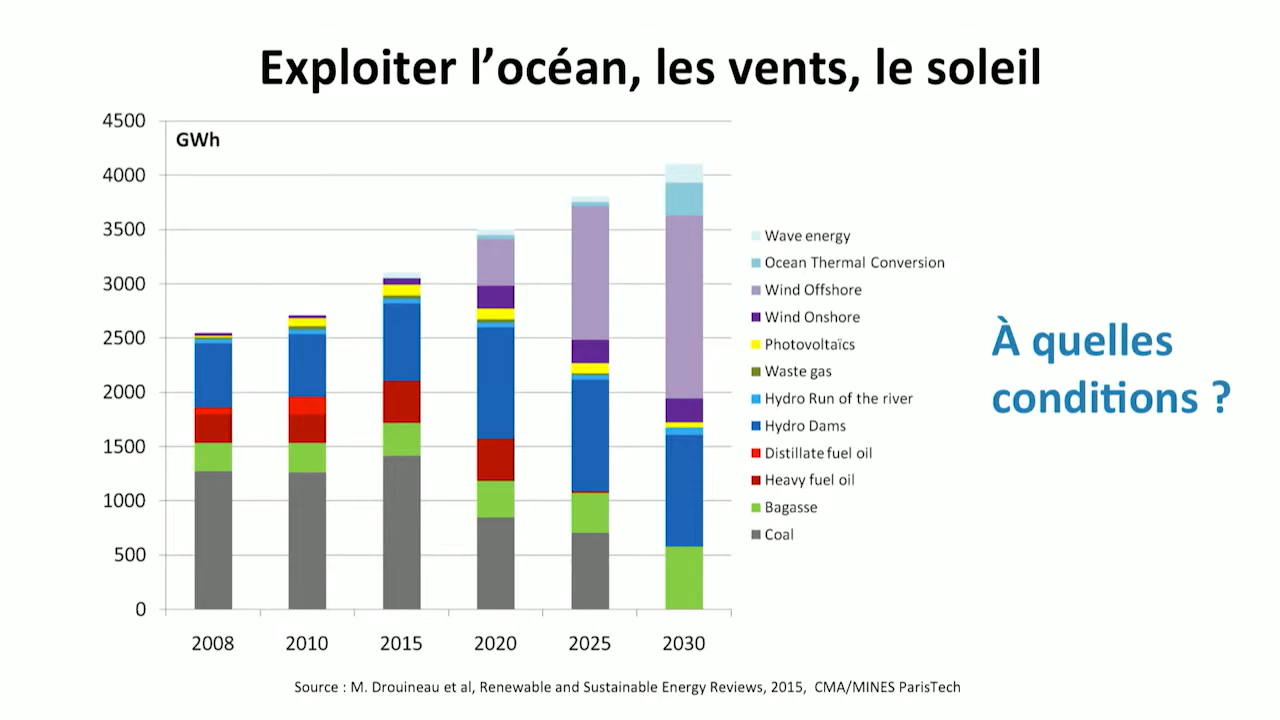 Exploiter l’océan, les vents, le soleil
GWh
4500
4000
3500
3000
2500
2000
1500
1000
500
0
2008 2010 2015 2020 2025 2030
Wave energy
Ocean Thermal Conversion
Wind Offshore
Wind Onshore
Photovoltaïcs
Waste gas
Hydro Run of the river
Hydro Dams
Distillate fuel oil
Heavy fuel oil
Bagasse
Coal
À quelles
conditions ?
Source : M. Drouineau et al, Renewable and Sustainable Energy Reviews, 2015, CMA/MINES ParisTech